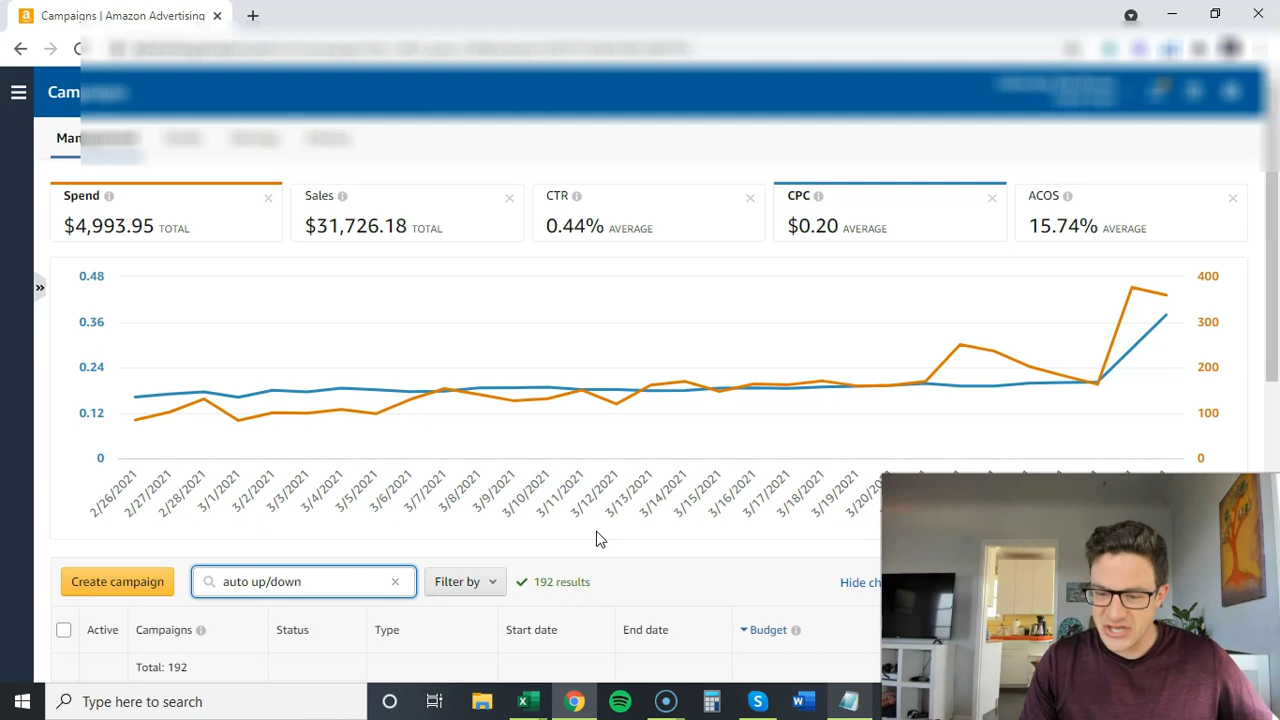 Campaigns | Amazon Advertising
Spend
$4,993.95 TOTAL
Sales
$31,726.18 TOTAL
CTR
0.44% AVERAGE
CPC
$0.20 AVERAGE
ACOS
15.74% AVERAGE
0.48
0.36
0.24
0.12
0
400
300
200
100
0
2/26/2021
2/27/2021
2/28/2021
3/1/2021
3/2/2021
3/3/2021
3/4/2021
3/5/2021
3/6/2021
3/7/2021
3/8/2021
3/9/2021
3/10/2021
3/11/2021
3/12/2021
3/13/2021
3/14/2021
3/15/2021
3/16/2021
3/17/2021
3/18/2021
3/19/2021
Create campaign
auto up/down
Filter by
192 results
Active
Campaigns
Status
Type
Start date
End date
Budget
Total: 192
Type here to search